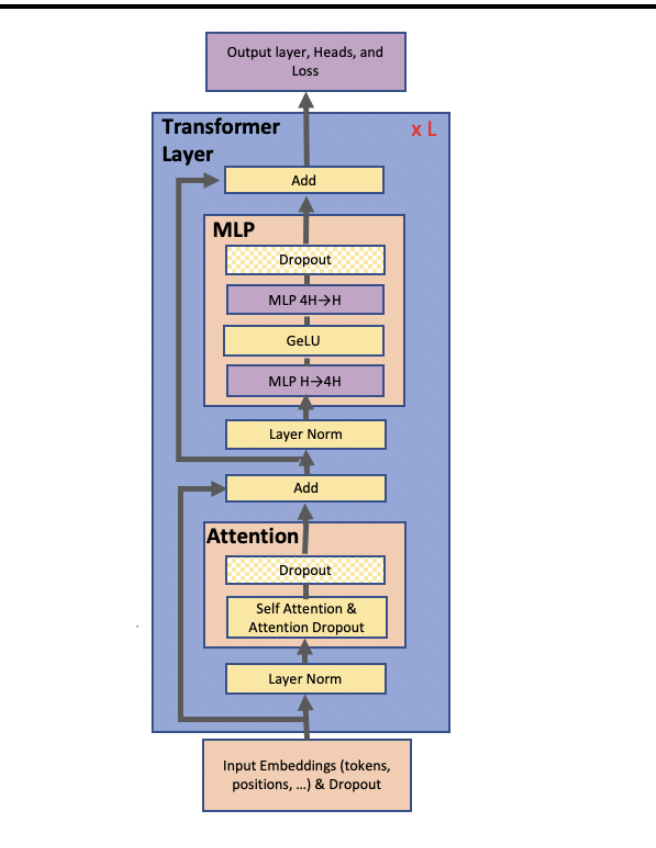 Output layer, Heads, and
Loss
Transformer
Layer
x L
Add
MLP
Dropout
MLP 4H→H
GeLU
MLP H→4H
Layer Norm
Add
Attention
Dropout
Self Attention &
Attention Dropout
Layer Norm
Input Embeddings (tokens,
positions, …) & Dropout